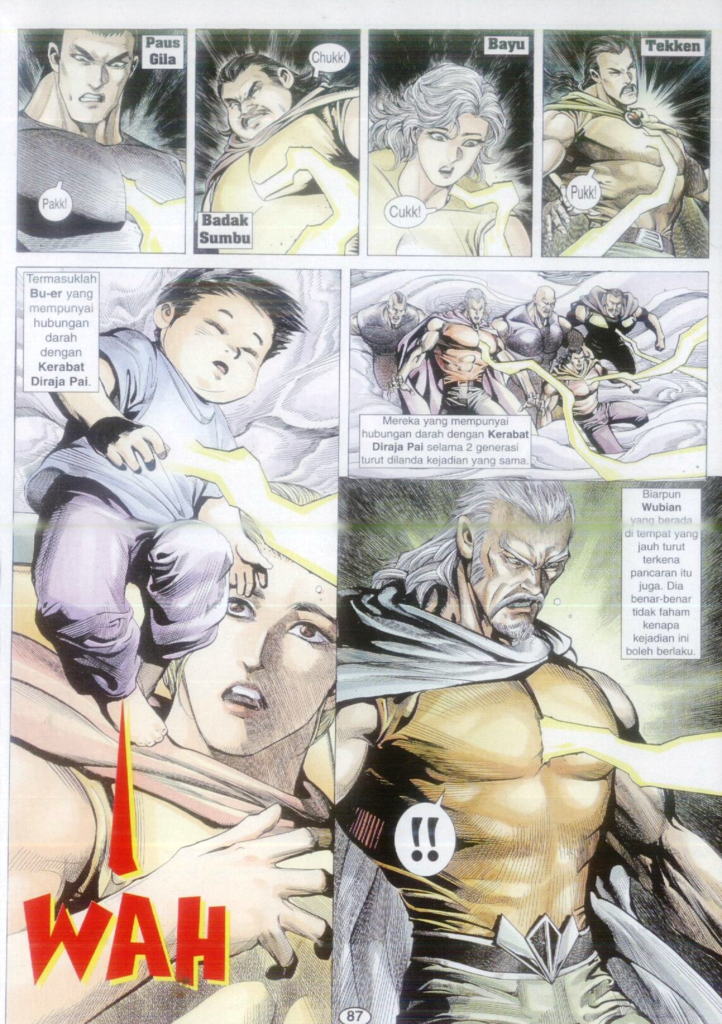 Paus
Gila
Pakk!
Chukk!
Badak
Sumbu
Bayu
Cukk!
Tekken
Pukk!
Termasuklah
Bu-er yang
mempunyai
hubungan
darah
dengan
Kerabat
Diraja Pai.
Mereka yang mempunyai
hubungan darah dengan Kerabat
Diraja Pai selama 2 generasi
turut dilanda kejadian yang sama.
Biarpun
Wubian
yang berada
di tempat yang
jauh turut
terkena
pancaran itu
juga. Dia
benar-benar
tidak faham
kenapa
kejadian ini
boleh berlaku.
!!
WAH
87